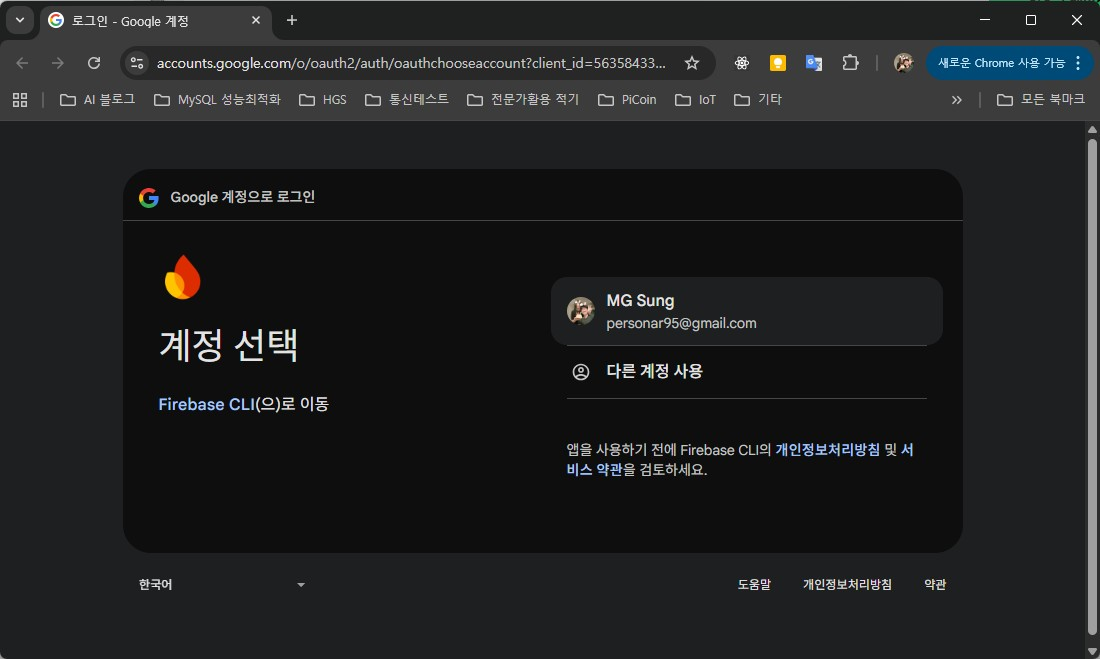 로그인 - Google 계정
accounts.google.com/o/oauth2/auth/oauthchooseaccount?client_id=56358433...
새로운 Chrome 사용 가능
AI 블로그
MySQL 성능최적화
HGS
통신테스트
전문가활용 적기
PiCoin
IoT
기타
모든 북마크
Google 계정으로 로그인
계정 선택
Firebase CLI(으)로 이동
MG Sung
personar95@gmail.com
다른 계정 사용
앱을 사용하기 전에 Firebase CLI의 개인정보처리방침 및 서
비스 약관을 검토하세요.
한국어
도움말
개인정보처리방침
약관